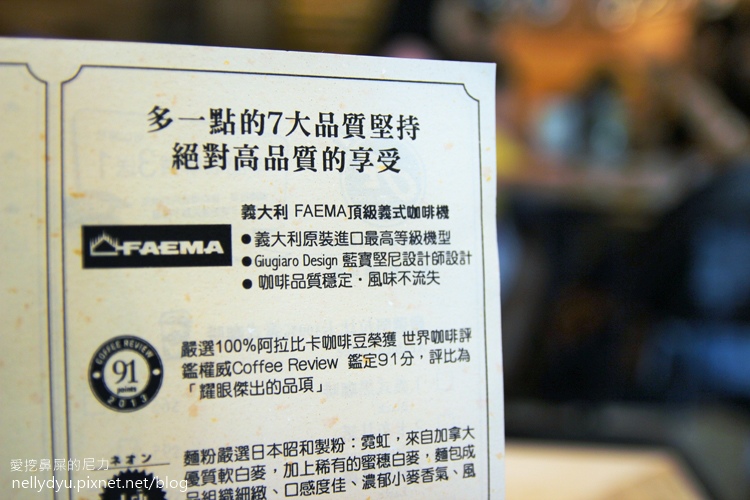 多一點的7大品質堅持
絕對高品質的享受
FAEMA
義大利 FAEMA頂級義式咖啡機
●義大利原裝進口最高等級機型
●Giugiaro Design 藍寶堅尼設計師設計
● 咖啡品質穩定・風味不流失
COFFEE REVIEW
91
points
2013
嚴選100%阿拉比卡咖啡豆榮獲 世界咖啡評
鑑權威Coffee Review 鑑定91分，評比為
「耀眼傑出的品項」
ネオン
麵粉嚴選日本昭和製粉：霓虹，來自加拿大
優質軟白麥，加上稀有的蜜穗白麥，麵包成
品組織細緻、口感度佳、濃郁小麥香氣、風
愛挖鼻屎的尼力
nellydyu.pixnet.net/blog